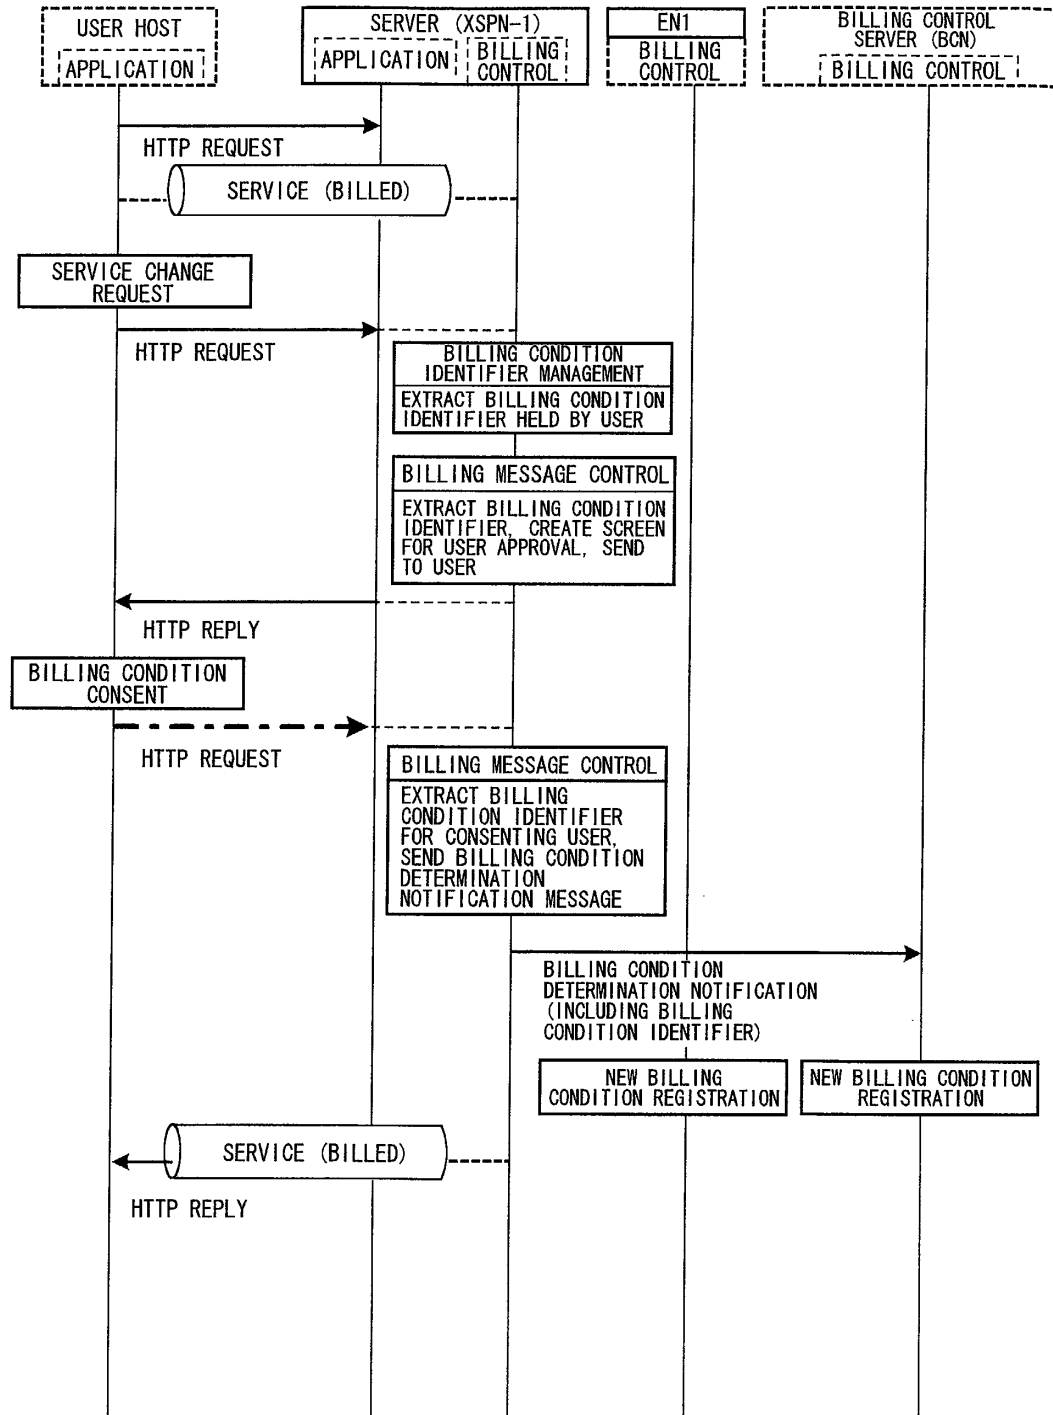 USER HOST
APPLICATION
SERVER (XSPN-1)
APPLICATION
BILLING
CONTROL
EN1
BILLING
CONTROL
BILLING CONTROL
SERVER (BCN)
BILLING CONTROL
HTTP REQUEST
SERVICE (BILLED)
SERVICE CHANGE
REQUEST
HTTP REQUEST
BILLING CONDITION
IDENTIFIER MANAGEMENT
EXTRACT BILLING CONDITION
IDENTIFIER HELD BY USER
BILLING MESSAGE CONTROL
EXTRACT BILLING CONDITION
IDENTIFIER, CREATE SCREEN
FOR USER APPROVAL, SEND
TO USER
HTTP REPLY
BILLING CONDITION
CONSENT
HTTP REQUEST
BILLING MESSAGE CONTROL
EXTRACT BILLING
CONDITION IDENTIFIER
FOR CONSENTING USER,
SEND BILLING CONDITION
DETERMINATION
NOTIFICATION MESSAGE
BILLING CONDITION
DETERMINATION NOTIFICATION
(INCLUDING BILLING
CONDITION IDENTIFIER)
NEW BILLING
CONDITION REGISTRATION
NEW BILLING CONDITION
REGISTRATION
SERVICE (BILLED)
HTTP REPLY